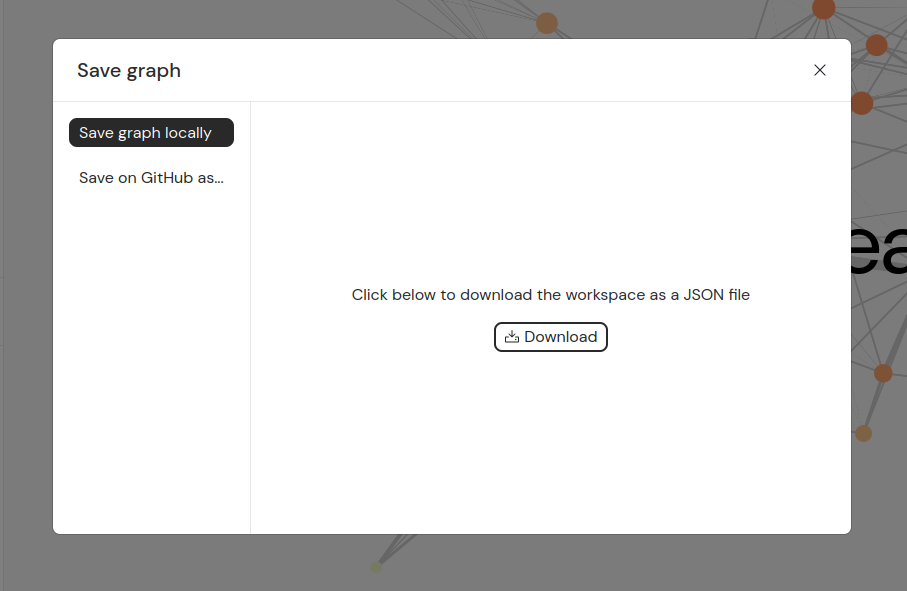 Save graph
Save graph locally
Save on GitHub as...
Click below to download the workspace as a JSON file
Download